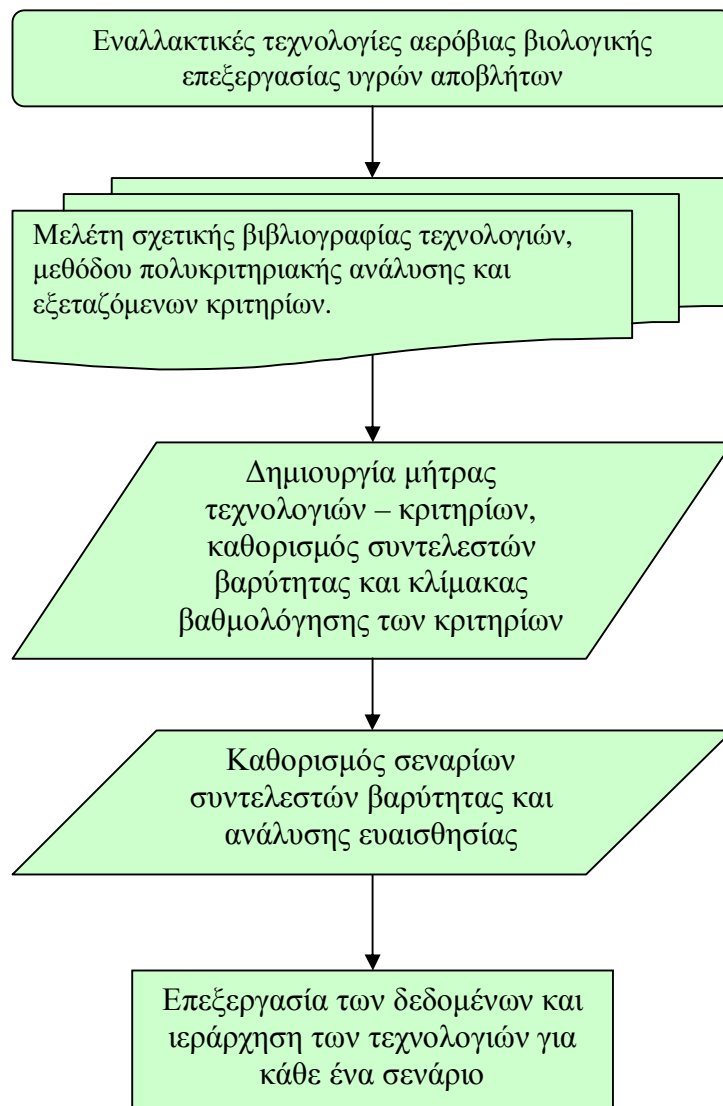 Εναλλακτικές τεχνολογίες αερόβιας βιολογικής
επεξεργασίας υγρών αποβλήτων
Μελέτη σχετικής βιβλιογραφίας τεχνολογιών,
μεθόδου πολυκριτηριακής ανάλυσης και
εξεταζόμενων κριτηρίων.
Δημιουργία μήτρας
τεχνολογιών – κριτηρίων,
καθορισμός συντελεστών
βαρύτητας και κλίμακας
βαθμολόγησης των κριτηρίων
Καθορισμός σεναρίων
συντελεστών βαρύτητας και
ανάλυσης ευαισθησίας
Επεξεργασία των δεδομένων και
ιεράρχηση των τεχνολογιών για
κάθε ένα σενάριο